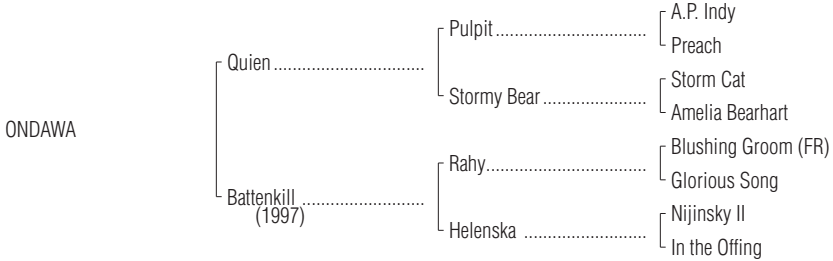 A.P. Indy
Pulpit
Preach
Quien
Storm Cat
Stormy Bear
Amelia Bearhart
ONDAWA
Blushing Groom (FR)
Rahy
Glorious Song
Battenkill
(1997)
Nijinsky II
Helenska
In the Offing